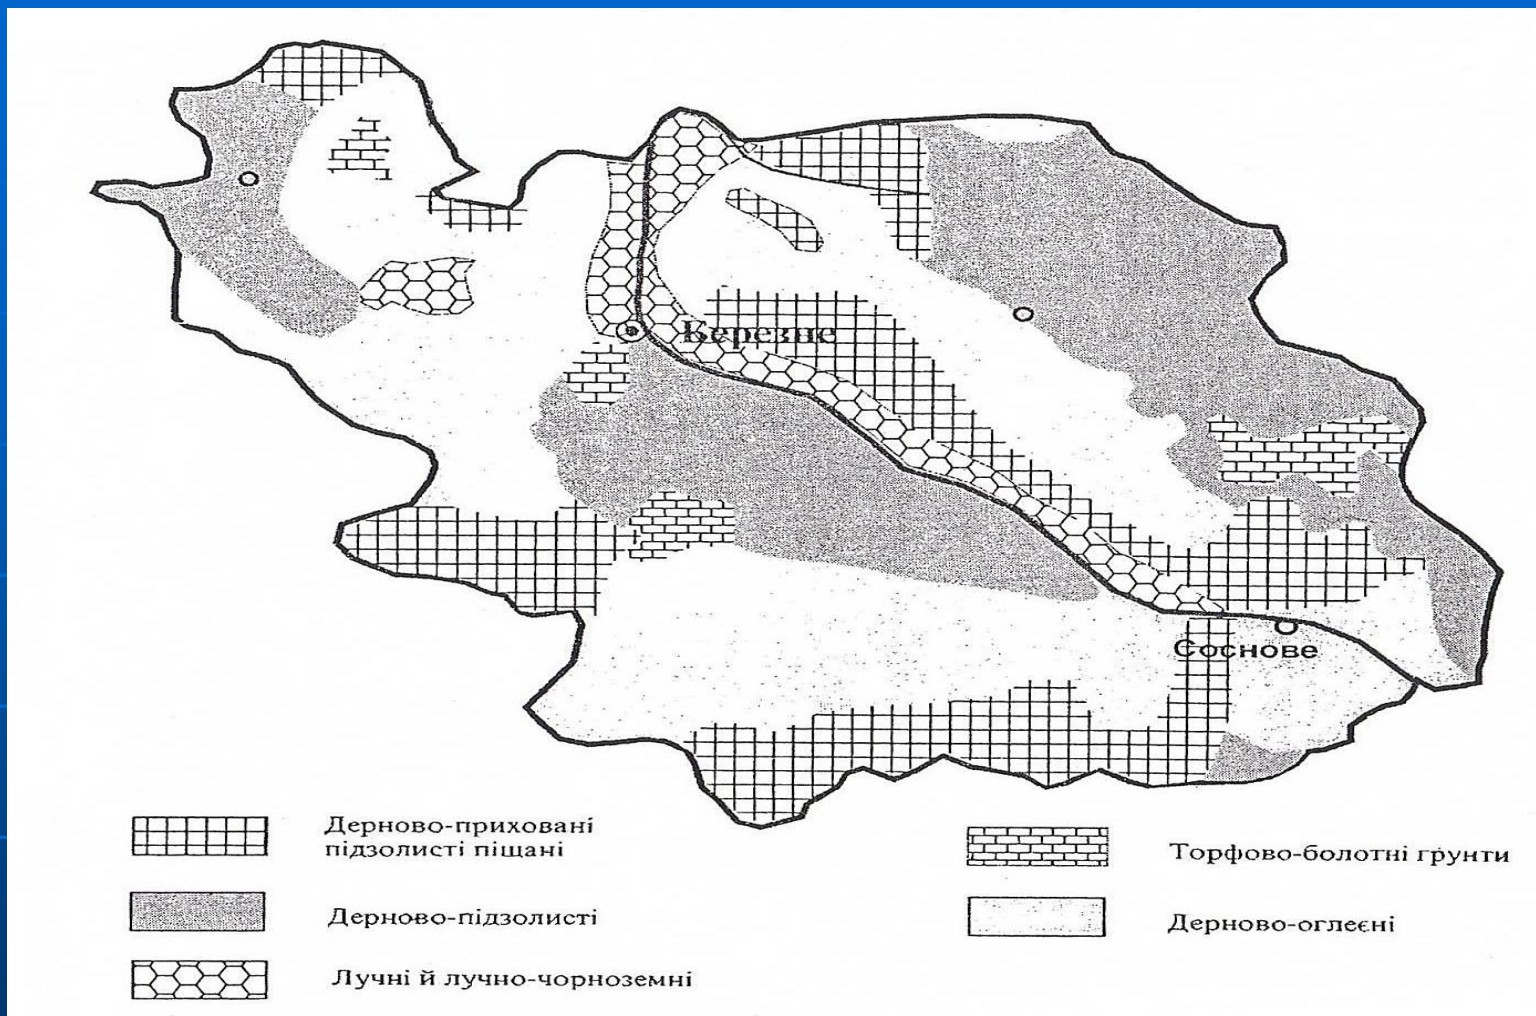 Березне
Соснове
Дерново-приховані
підзолисті піщані
Дерново-підзолисті
Лучні й лучно-чорноземні
Торфово-болотні ґрунти
Дерново-оглеєні